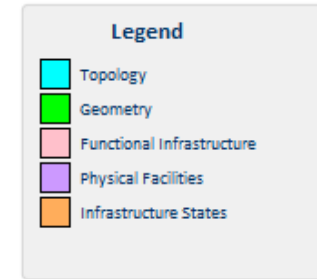 Legend
Topology
Geometry
Functional Infrastructure
Physical Facilities
Infrastructure States